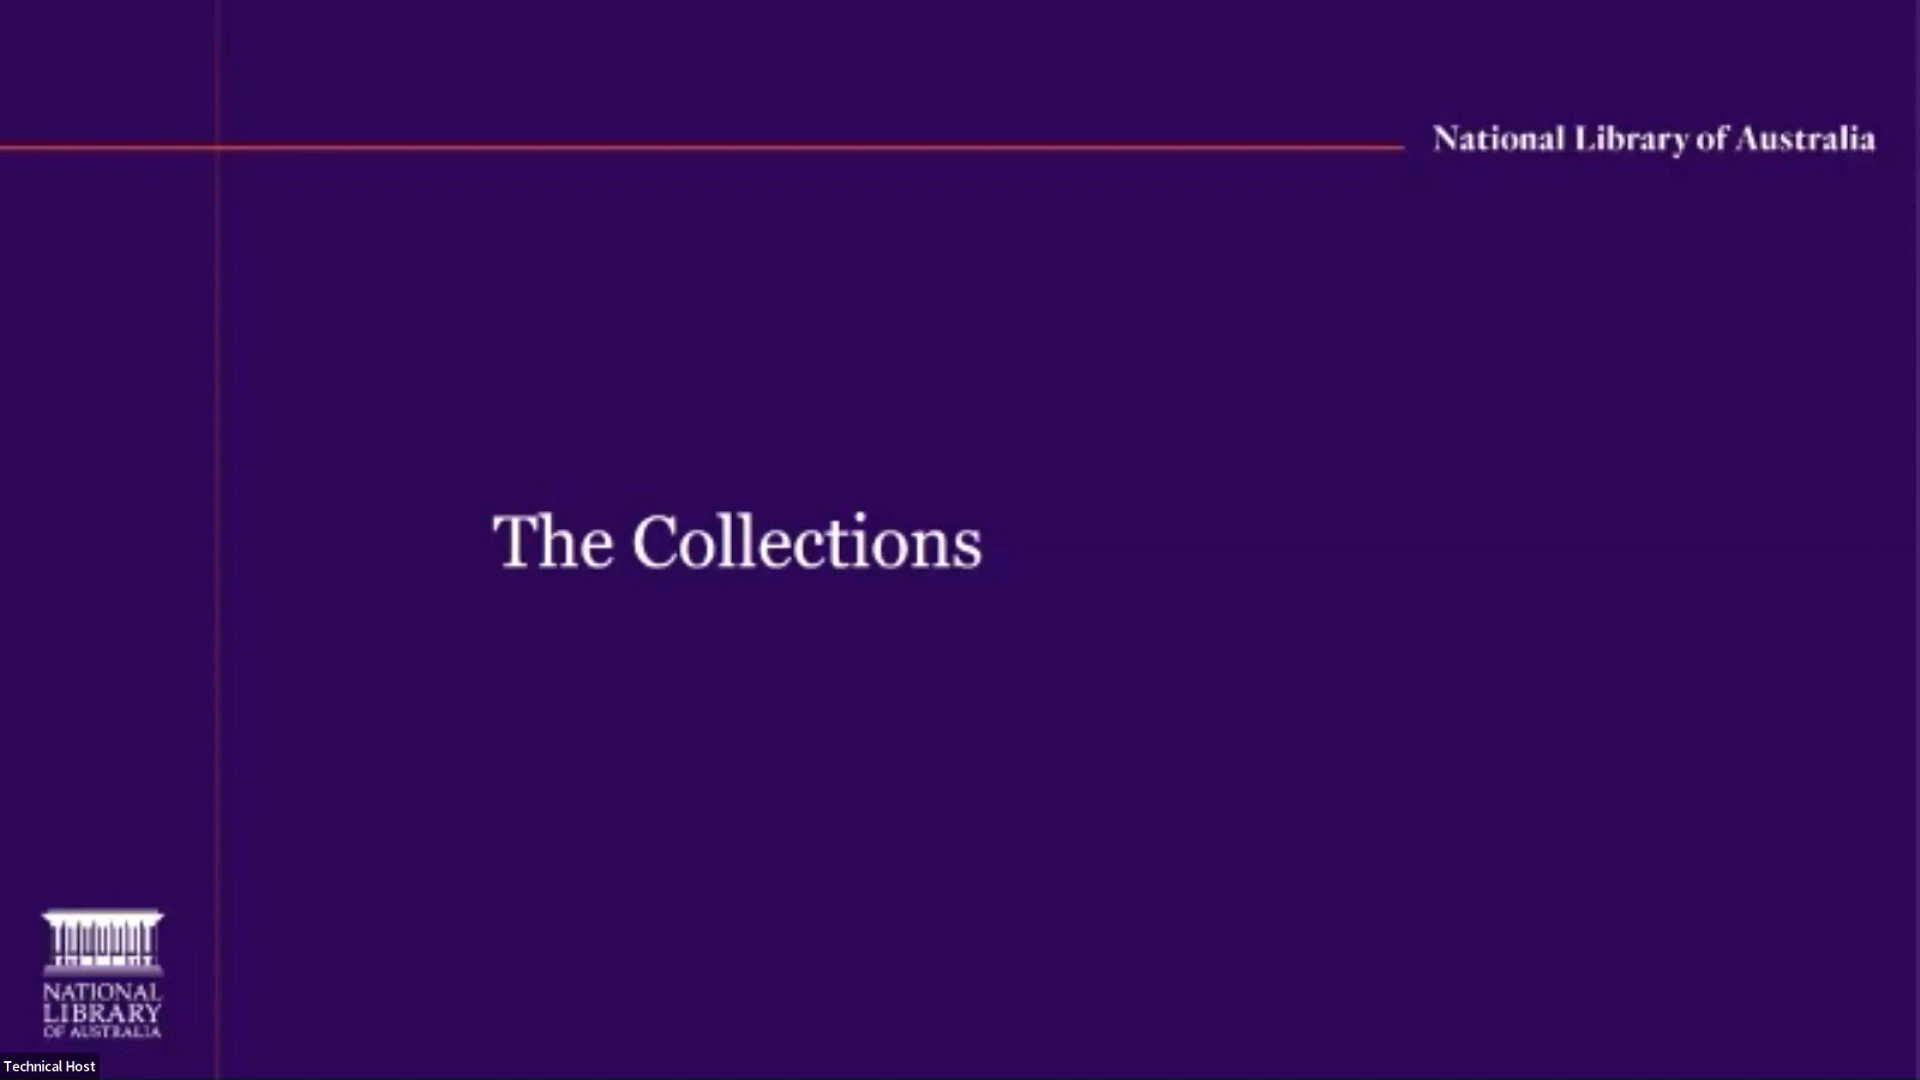 National Library of Australia
The Collections
NATIONAL
LIBRARY
OF AUSTRALIA
Technical Host